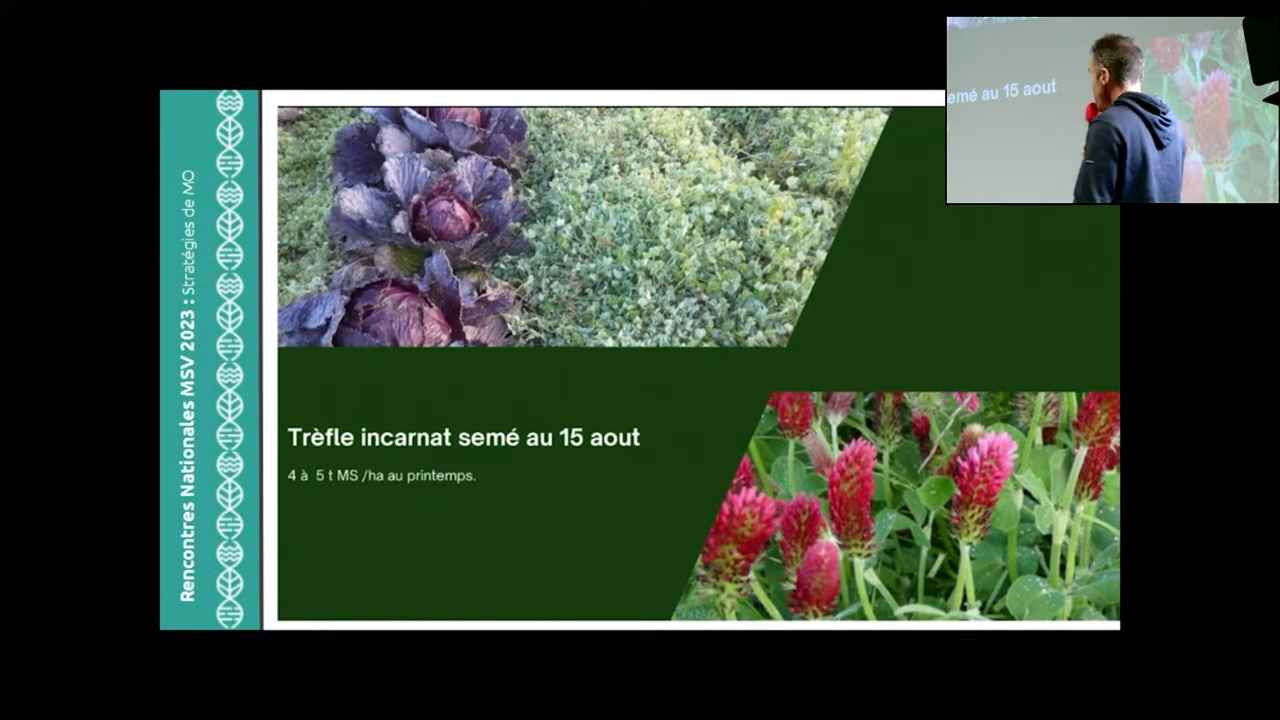 Rencontres Nationales MSV 2023 : Stratégies de MO
Trèfle incarnat semé au 15 aout
4 à 5 t MS /ha au printemps.
emé au 15 aout